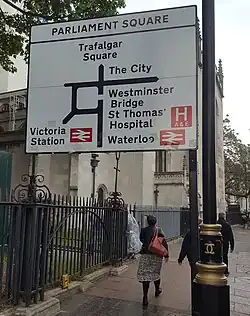 PARLIAMENT SQUARE
Trafalgar
Square
The City
Westminster
Bridge
St Thomas'
Hospital
H
A&E
Victoria
Station
Waterloo